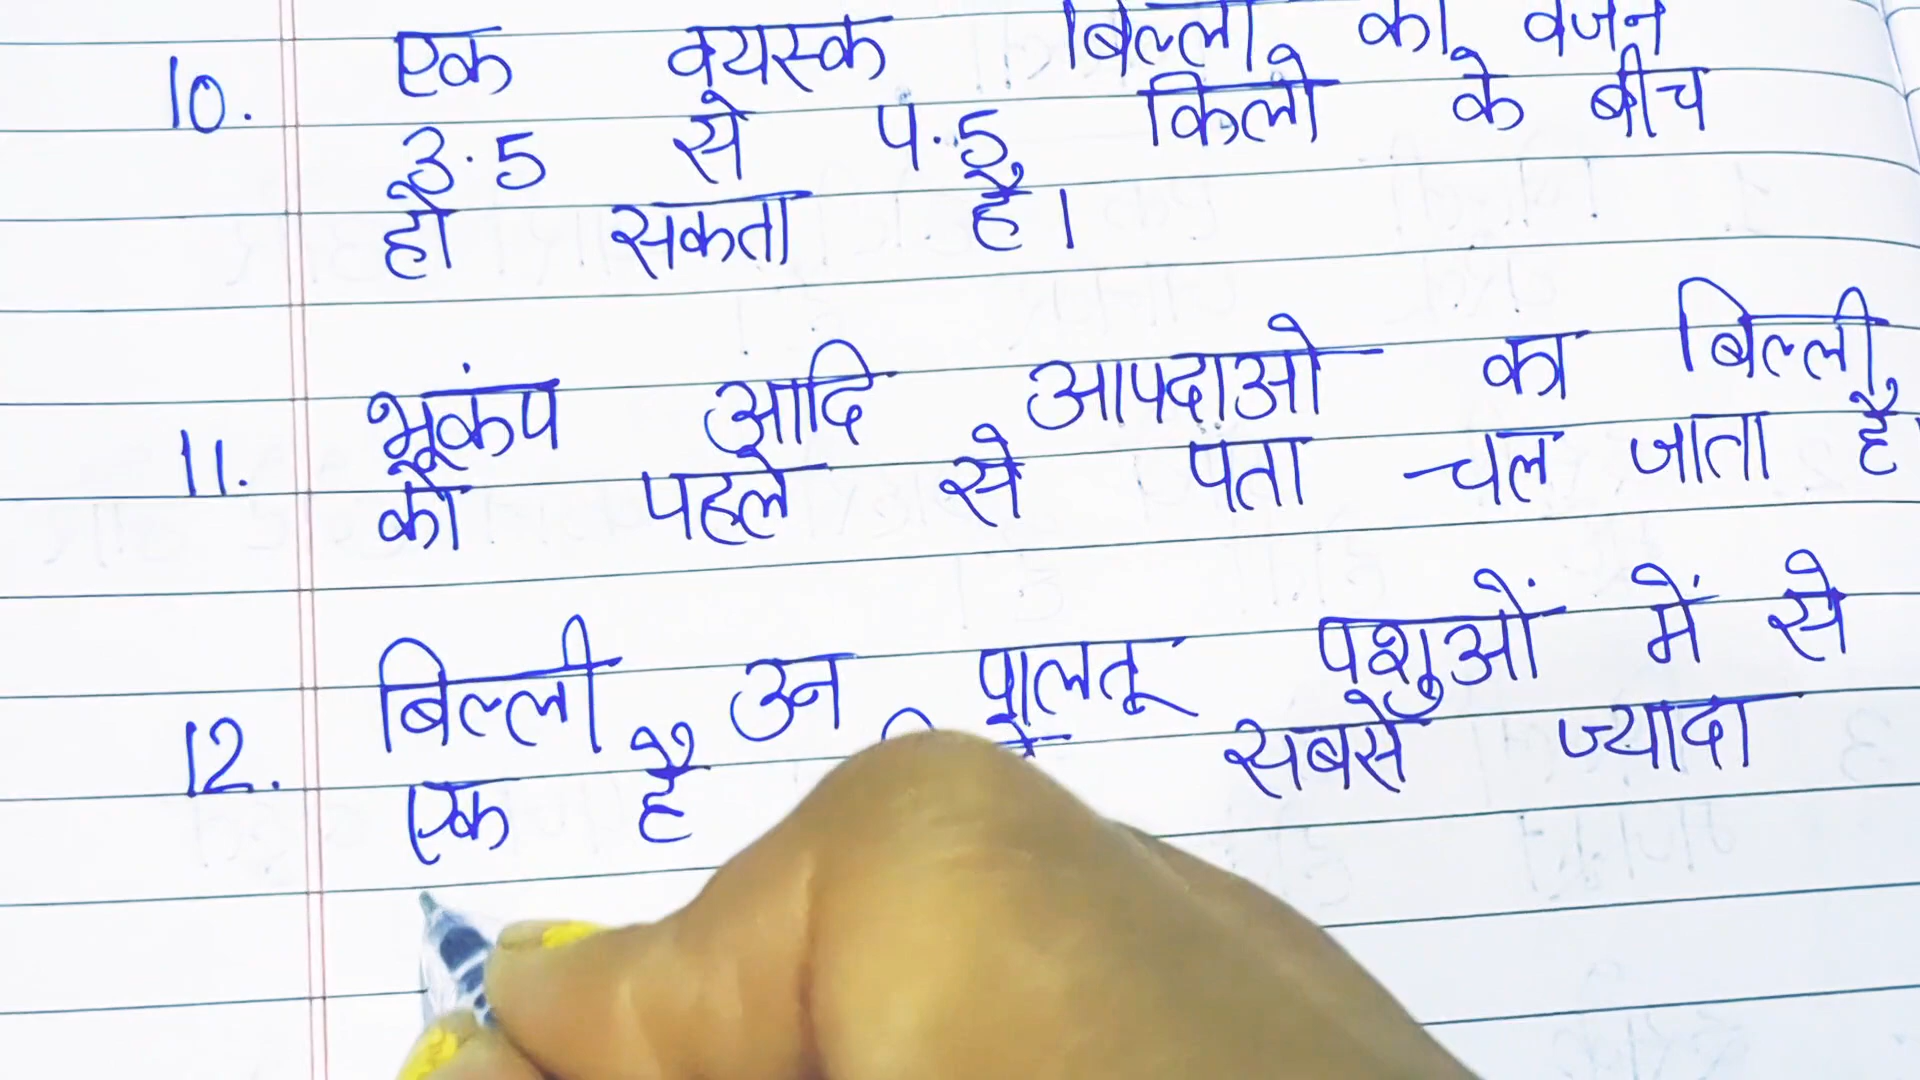 10. एक वयस्क बिल्ली का वजन
3.5 से 4.5 किलो के बीच
हो सकता है।
11. भूकंप आदि आपदाओ का बिल्ली
को पहले से पता चल जाता है
12. बिल्ली उन पालतू पशुओं में से
एक है सबसे ज्यादा